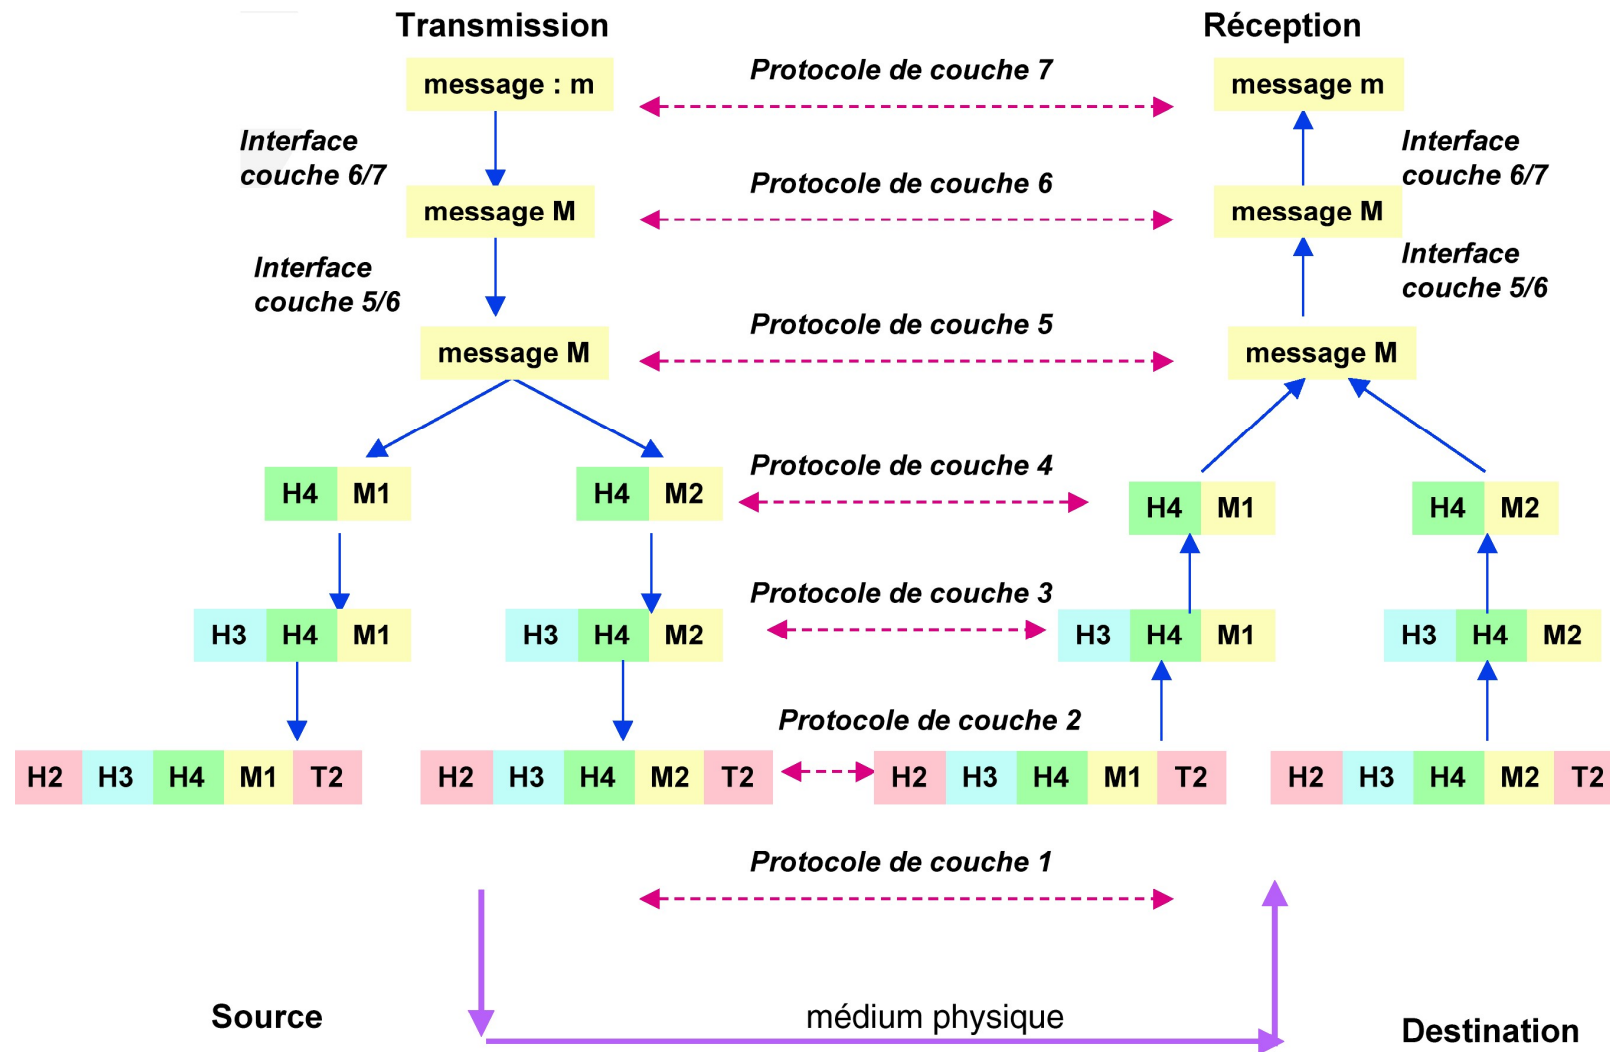 Transmission
Réception
message : m
Protocole de couche 7
message m
Interface
couche 6/7
Interface
couche 6/7
message M
Protocole de couche 6
message M
Interface
couche 5/6
Interface
couche 5/6
message M
Protocole de couche 5
message M
H4 M1
H4 M2
Protocole de couche 4
H4 M1
H4 M2
H3 H4 M1
H3 H4 M2
Protocole de couche 3
H3 H4 M1
H3 H4 M2
Protocole de couche 2
H2 H3 H4 M1 T2
H2 H3 H4 M2 T2
H2 H3 H4 M1 T2
H2 H3 H4 M2 T2
Protocole de couche 1
Source
médium physique
Destination